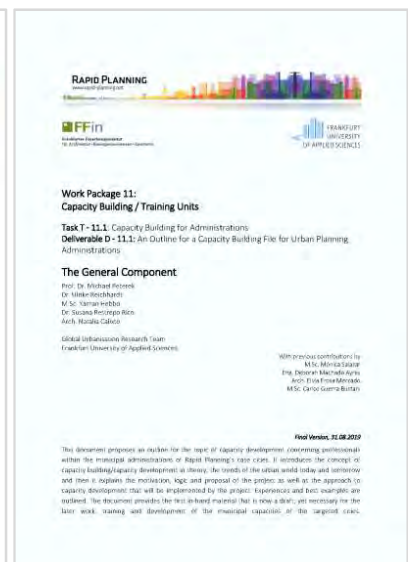 RAPID PLANNING
www.rapid-planning.net
FFin
FRANKFURT
UNIVERSITY
OF APPLIED SCIENCES
Work Package 11:
Capacity Building / Training Units
Task T - 11.1: Capacity Building for Administrations
Deliverable D - 11.1: An Outline for a Capacity Building File for Urban Planning
Administrations
The General Component
Prof. Dr. Michael Peterek
Dr.
M.Sc. Yaman Hebbo
Dr. Susana Restrepo Rico
Arch. Natalia
Global Urbanisation Research Team
Frankfurt University of Applied Sciences
With previous contributions by
M.Sc. Mónica Salazar
Eng. Deborah Machado Ayres
Arch. Mercado
M.Sc. Carlos Guerra
Final Version, 31.08.2019
This document proposes an outline for the topic of capacity development concerning professionals
within the municipal administrations of Rapid Planning's case cities. It introduces the concept of
capacity building/capacity development in theory, the trends of the urban world today and tomorrow
and then it explains the motivation, logic and proposal of the project as well as the approach to
capacity development that will be implemented by the project. Experiences and best examples are
outlined. The document provides the first in-hand material that is now a draft, yet necessary for the
later work, training and development of the municipal capacities of the targeted cities.